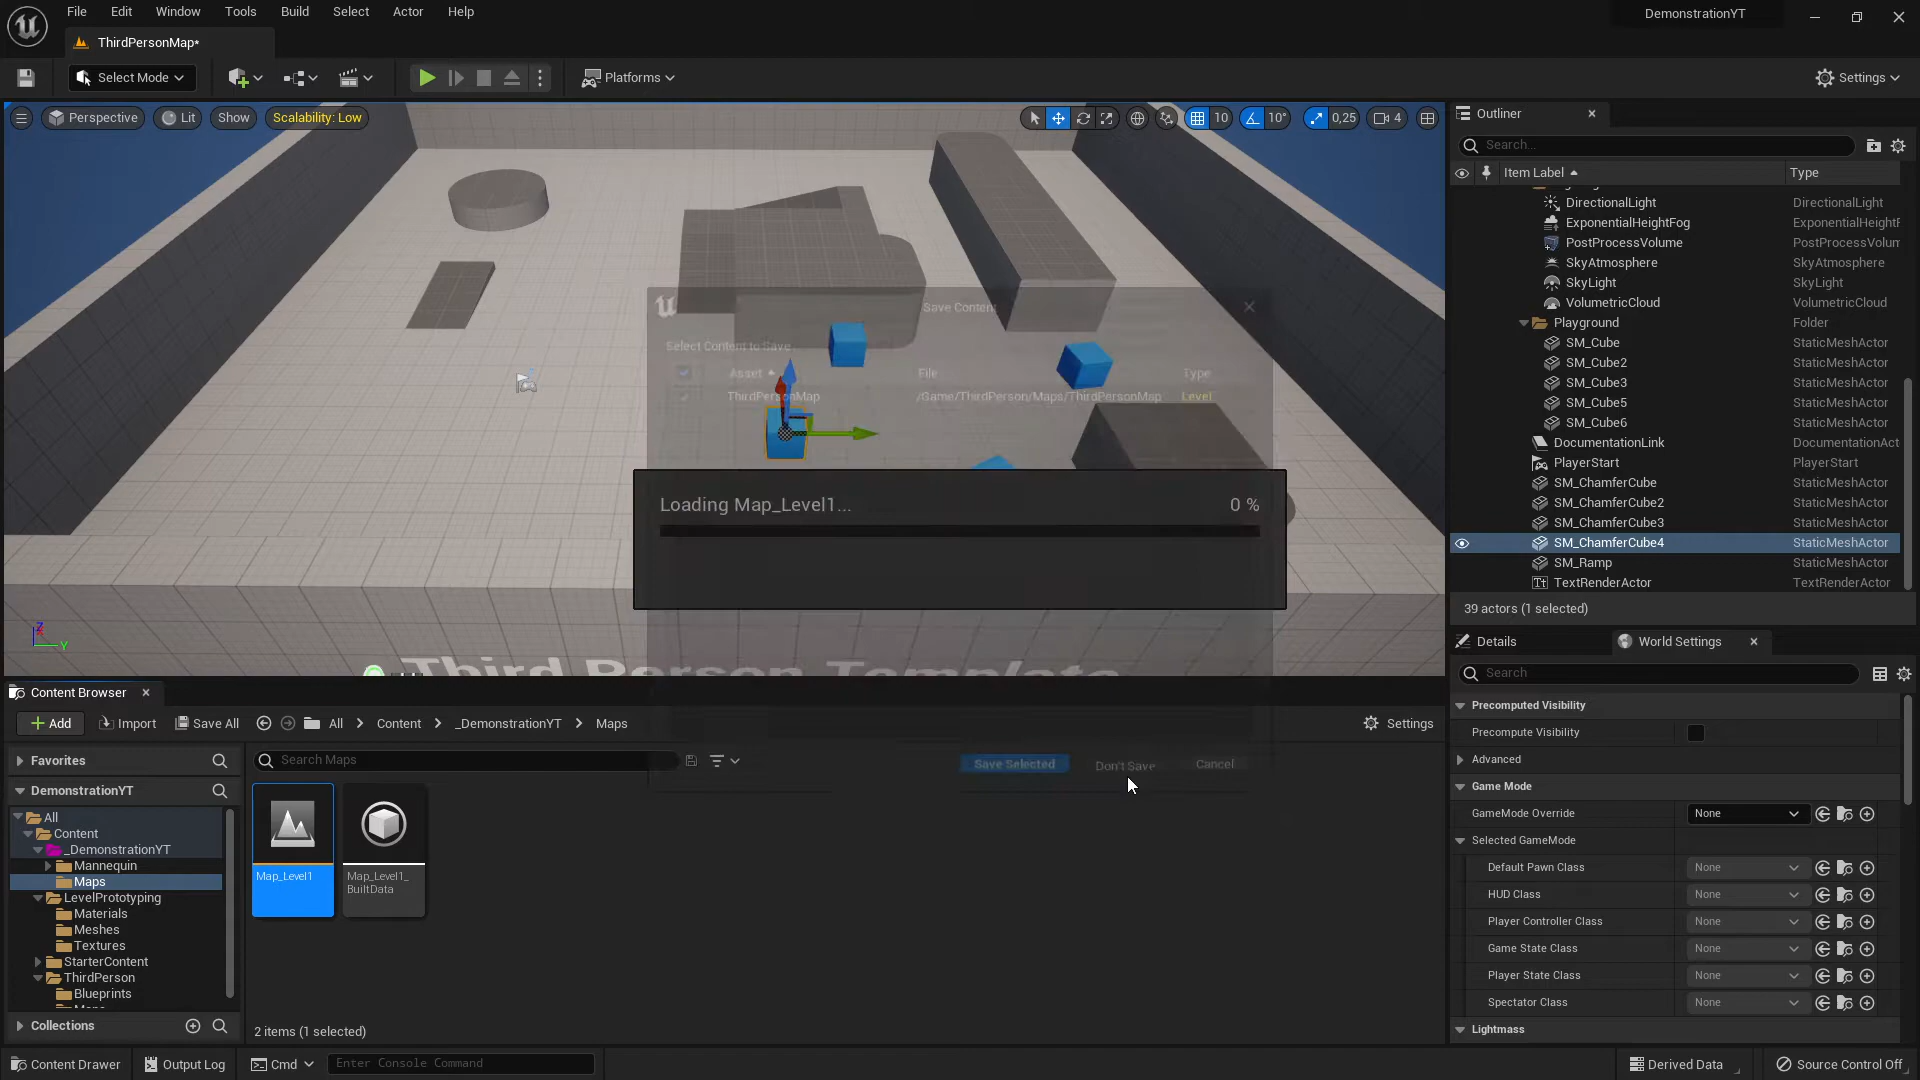 File Edit Window Tools Build Select Actor Help
DemonstrationYT
ThirdPersonMap*
Select Mode
Platforms
Settings
Perspective
Lit
Show
Scalability: Low
10
10°
0,25
4
Outliner
Search...
Item Label
Type
DirectionalLight DirectionalLight
ExponentialHeightFog ExponentialHeightF
PostProcessVolume PostProcessVolum
SkyAtmosphere SkyAtmosphere
SkyLight SkyLight
VolumetricCloud VolumetricCloud
Playground Folder
SM_Cube StaticMeshActor
SM_Cube2 StaticMeshActor
SM_Cube3 StaticMeshActor
SM_Cube5 StaticMeshActor
SM_Cube6 StaticMeshActor
DocumentationLink DocumentationAct
PlayerStart PlayerStart
SM_ChamferCube StaticMeshActor
SM_ChamferCube2 StaticMeshActor
SM_ChamferCube3 StaticMeshActor
SM_ChamferCube4 StaticMeshActor
SM_Ramp StaticMeshActor
TextRenderActor TextRenderActor
39 actors (1 selected)
Save Content
Select Content to Save
Asset File Type
ThirdPersonMap /Game/ThirdPerson/Maps/ThirdPersonMap Level
Loading Map_Level1... 0 %
Third Person Template
Save Selected Don't Save Cancel
Details
World Settings
Search
Precomputed Visibility
Precompute Visibility
Advanced
Game Mode
GameMode Override None
Selected GameMode
Default Pawn Class None
HUD Class None
Player Controller Class None
Game State Class None
Player State Class None
Spectator Class None
Lightmass
Content Browser
Add
Import
Save All
All
Content
_DemonstrationYT
Maps
Settings
Favorites
DemonstrationYT
All
Content
_DemonstrationYT
Mannequin
Maps
LevelPrototyping
Materials
Meshes
Textures
StarterContent
ThirdPerson
Blueprints
Collections
Search Maps
Map_Level1
Map_Level1_
BuiltData
2 items (1 selected)
Content Drawer
Output Log
Cmd
Enter Console Command
Derived Data
Source Control Off